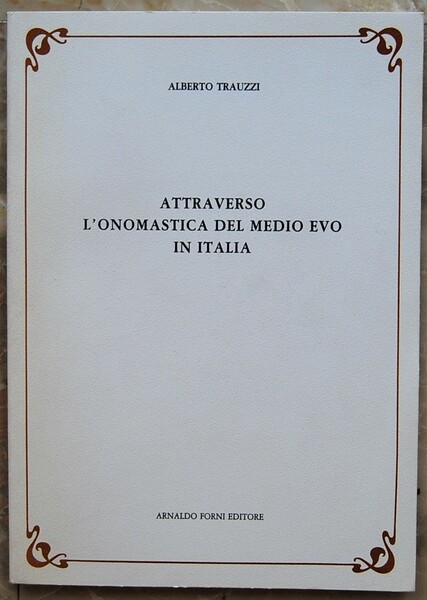 ALBERTO TRAUZZI
ATTRAVERSO
L'ONOMASTICA DEL MEDIO EVO
IN ITALIA
ARNALDO FORNI EDITORE